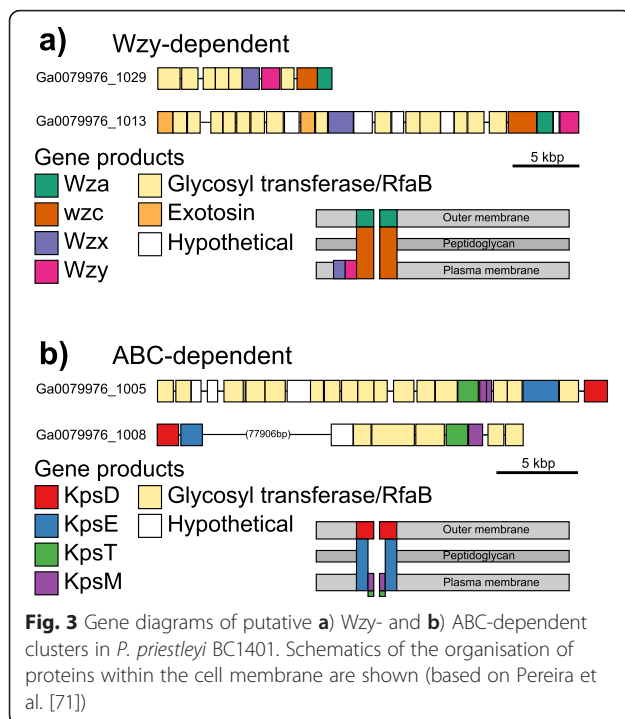 a) Wzy-dependent
Ga0079976_1029
Ga0079976_1013
5 kbp
Gene products
Wza
wzc
Wzx
Wzy
Glycosyl transferase/RfaB
Exotosin
Hypothetical
Outer membrane
Peptidoglycan
Plasma membrane
b) ABC-dependent
Ga0079976_1005
Ga0079976_1008
(77906bp)
5 kbp
Gene products
KpsD
KpsE
KpsT
KpsM
Glycosyl transferase/RfaB
Hypothetical
Outer membrane
Peptidoglycan
Plasma membrane
Fig. 3 Gene diagrams of putative a) Wzy- and b) ABC-dependent
clusters in P. priestleyi BC1401. Schematics of the organisation of
proteins within the cell membrane are shown (based on Pereira et
al. [71])